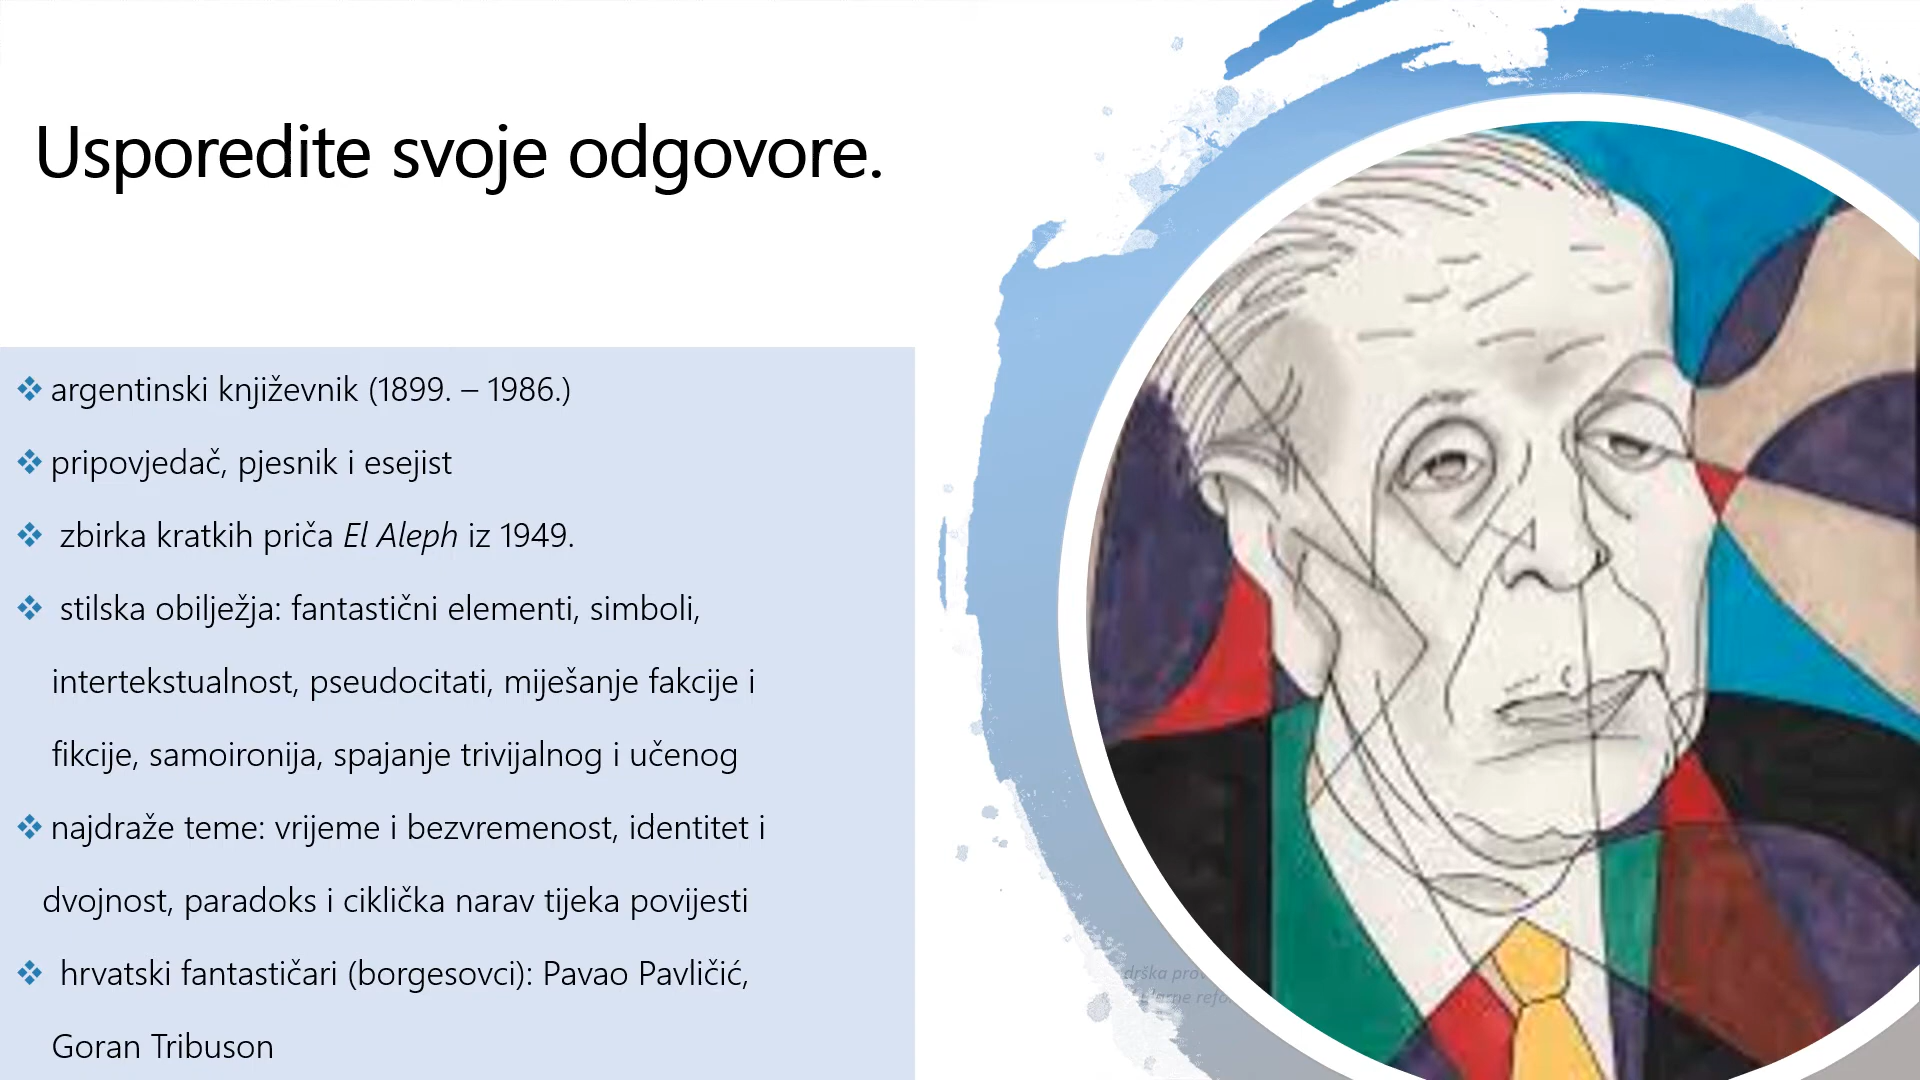 Usporedite svoje odgovore.
argentinski književnik (1899. – 1986.)
pripovjedač, pjesnik i esejist
zbirka kratkih priča El Aleph iz 1949.
stilska obilježja: fantastični elementi, simboli,
intertekstualnost, pseudocitati, miješanje fakcije i
fikcije, samoironija, spajanje trivijalnog i učenog
najdraže teme: vrijeme i bezvremenost, identitet i
dvojnost, paradoks i ciklička narav tijeka povijesti
hrvatski fantastičari (borgesovci): Pavao Pavličić,
Goran Tribuson